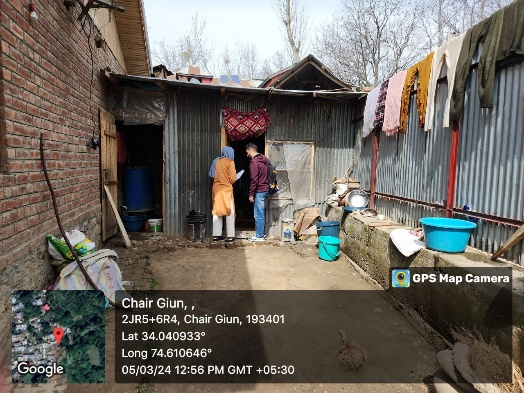 GPS Map Camera
Chair Giun, ,
2JR5+6R4, Chair Giun, 193401
Lat 34.040933°
Long 74.610646°
05/03/24 12:56 PM GMT +05:30
Google